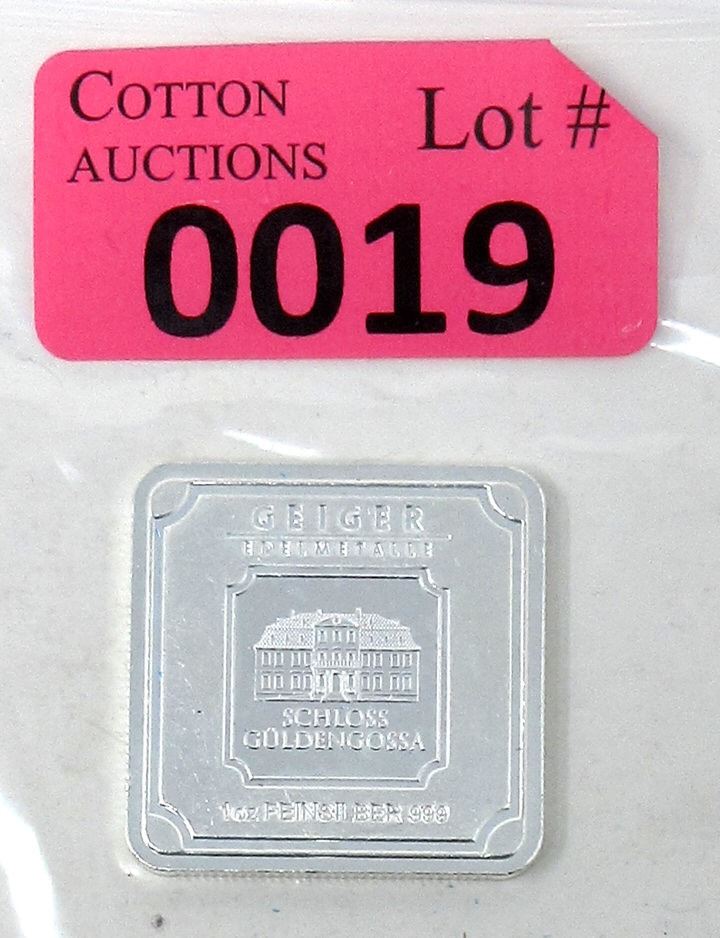 COTTON
AUCTIONS
Lot #
0019
GEIGER
EDELMETALLE
SCHLOSS
GÜLDENGOSSA
1oz FEINSILBER 999